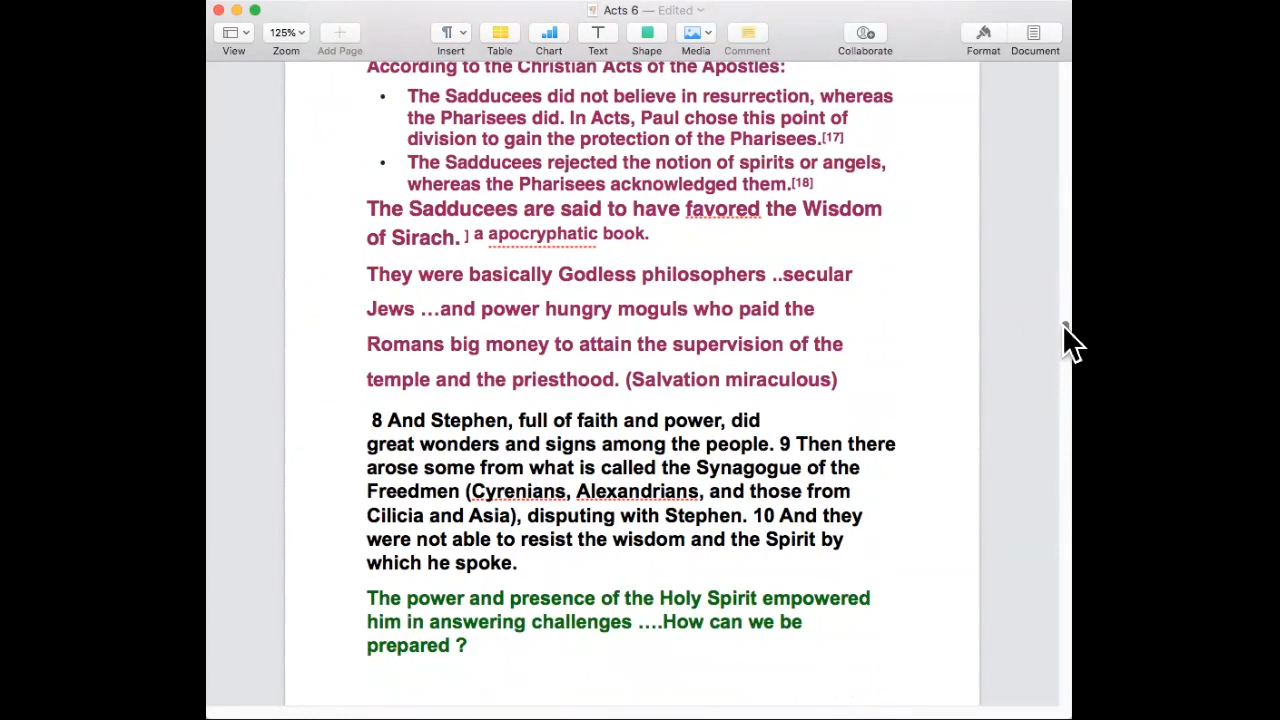 Acts 6 — Edited
125%
View
Zoom
Add Page
Insert
Table
Chart
Text
Shape
Media
Comment
Collaborate
Format
Document
According to the Christian Acts of the Apostles:
• The Sadducees did not believe in resurrection, whereas
the Pharisees did. In Acts, Paul chose this point of
division to gain the protection of the Pharisees.[17]
• The Sadducees rejected the notion of spirits or angels,
whereas the Pharisees acknowledged them.[18]
The Sadducees are said to have favored the Wisdom
of Sirach. ] a apocryphatic book.
They were basically Godless philosophers ..secular
Jews …and power hungry moguls who paid the
Romans big money to attain the supervision of the
temple and the priesthood. (Salvation miraculous)
8 And Stephen, full of faith and power, did
great wonders and signs among the people. 9 Then there
arose some from what is called the Synagogue of the
Freedmen (Cyrenians, Alexandrians, and those from
Cilicia and Asia), disputing with Stephen. 10 And they
were not able to resist the wisdom and the Spirit by
which he spoke.
The power and presence of the Holy Spirit empowered
him in answering challenges ….How can we be
prepared ?